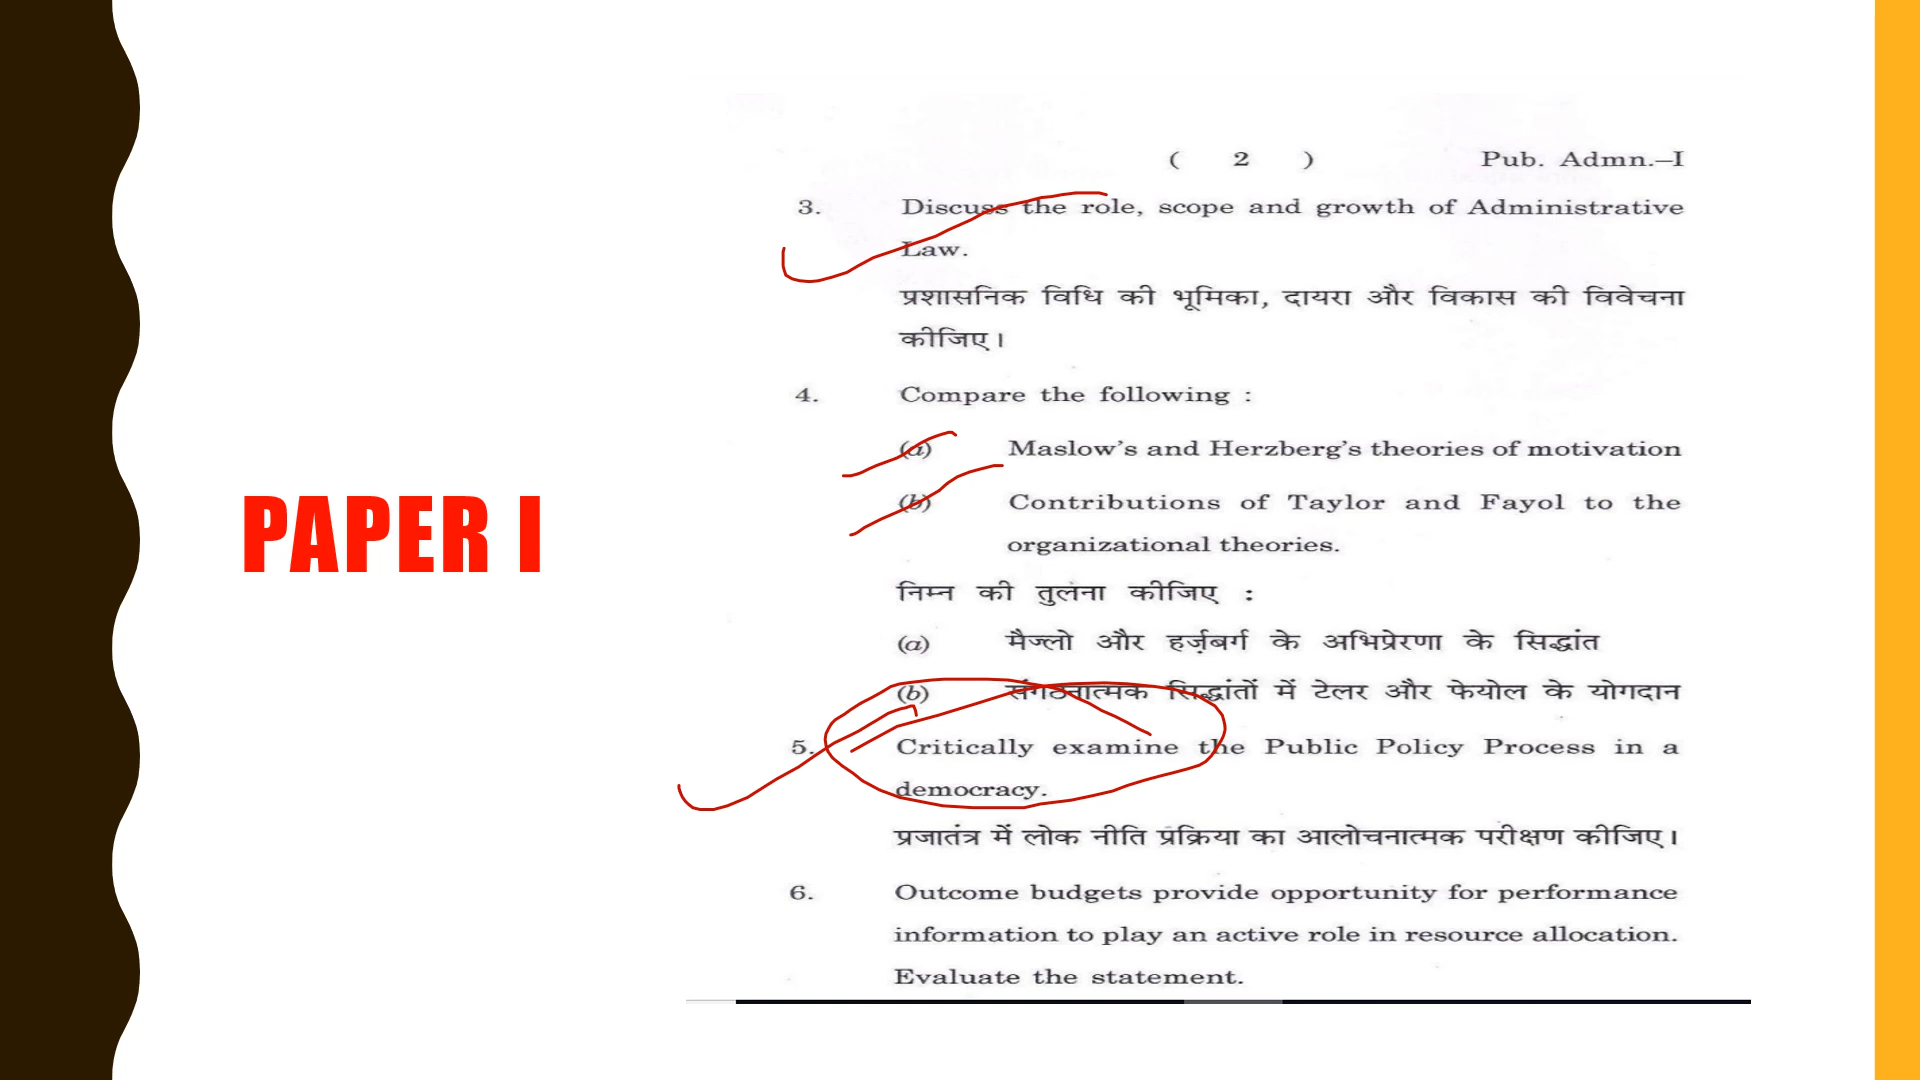 PAPER I
( 2 ) Pub. Admn.–I
3. Discuss the role, scope and growth of Administrative
Law.
प्रशासनिक विधि की भूमिका, दायरा और विकास की विवेचना
कीजिए।
4. Compare the following :
(a) Maslow's and Herzberg's theories of motivation
(b) Contributions of Taylor and Fayol to the
organizational theories.
निम्न की तुलना कीजिए :
(a) मैज्लो और हर्ज़बर्ग के अभिप्रेरणा के सिद्धांत
(b) संगठनात्मक सिद्धांतों में टेलर और फेयोल के योगदान
5. Critically examine the Public Policy Process in a
democracy.
प्रजातंत्र में लोक नीति प्रक्रिया का आलोचनात्मक परीक्षण कीजिए।
6. Outcome budgets provide opportunity for performance
information to play an active role in resource allocation.
Evaluate the statement.